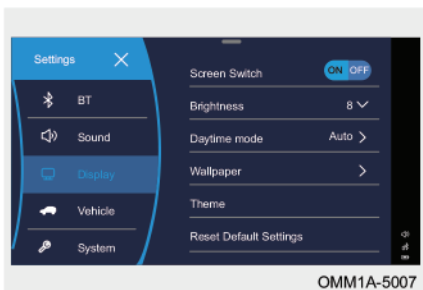 Settings
BT
Sound
Display
Vehicle
System
Screen Switch
ON OFF
Brightness
8
Daytime mode
Auto
Wallpaper
Theme
Reset Default Settings
OMM1A-5007